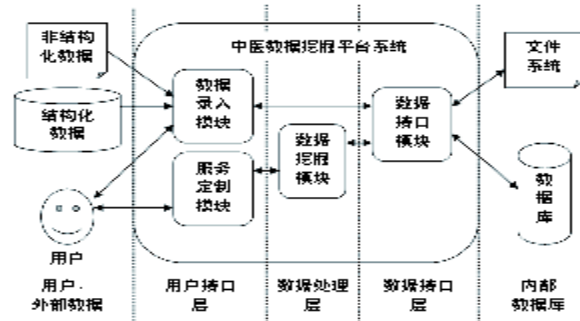 非结构
化数据
结构化
数据
用户
用户·
外部数据
中医数据挖掘平台系统
数据
录入
模块
服务
定制
模块
用户接口
层
数据
挖掘
模块
数据处理
层
数据
接口
模块
数据接口
层
文件
系统
数
据
库
内部
数据库